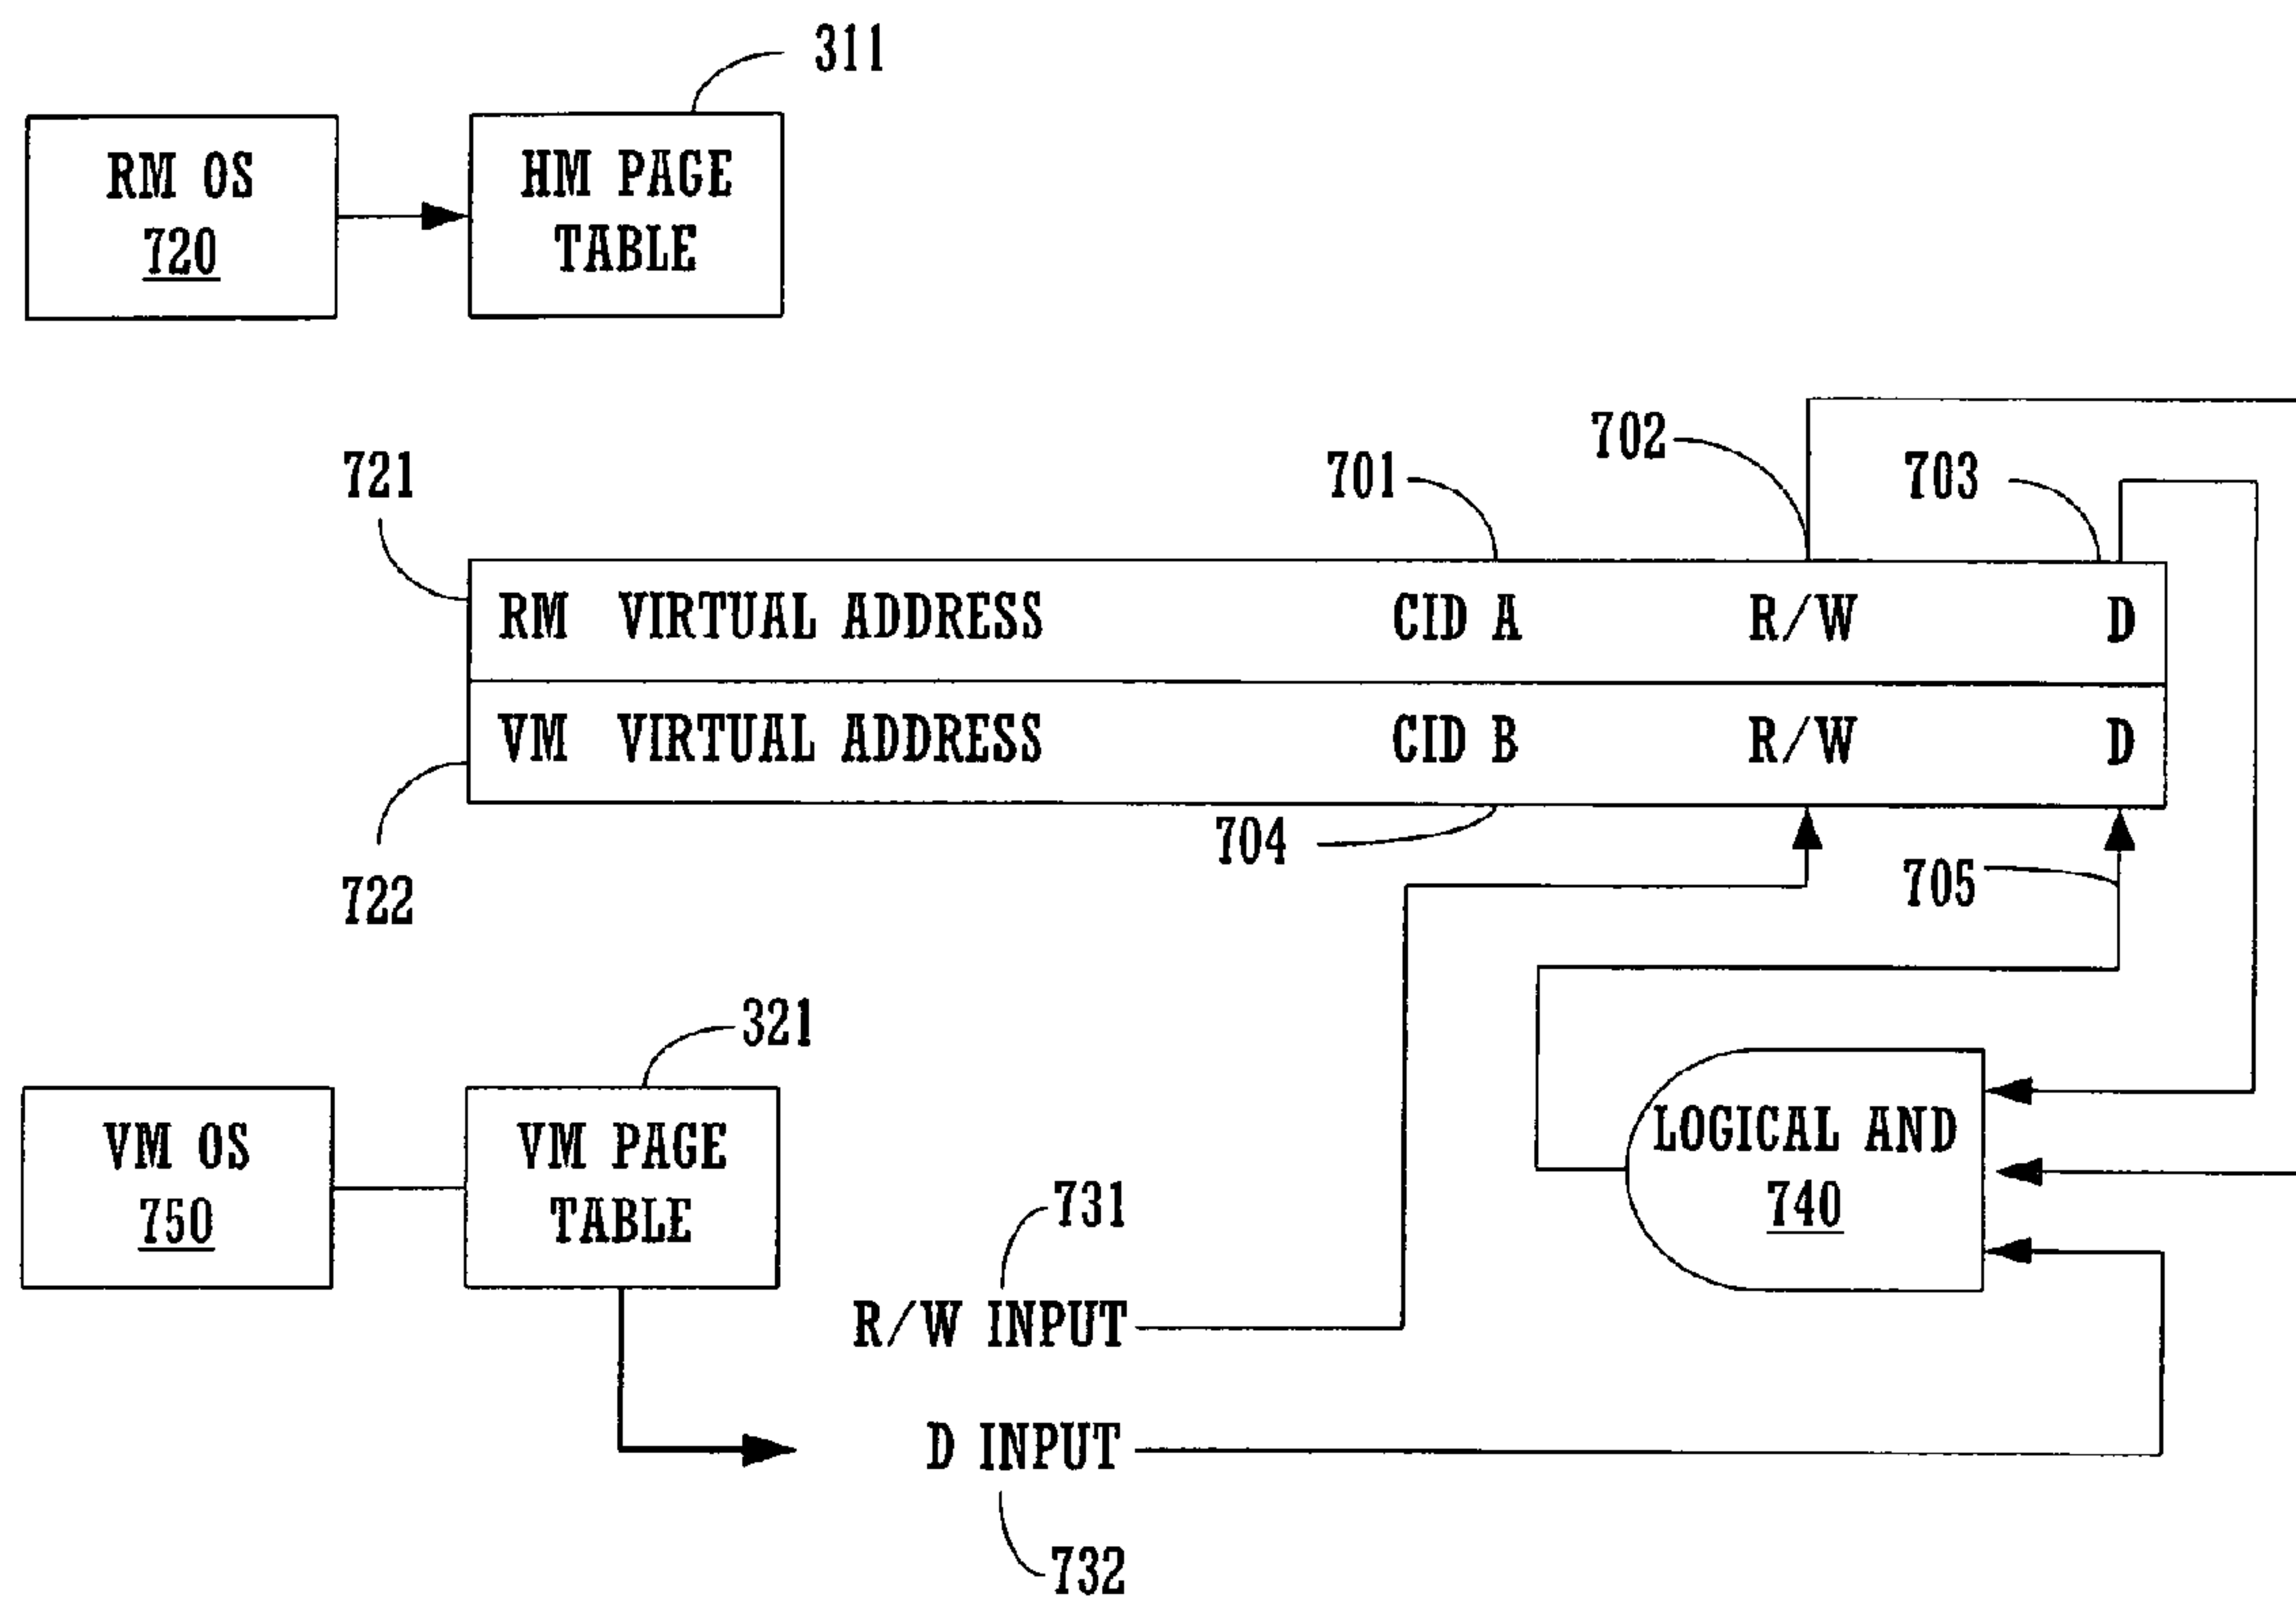 311
RM OS
720
HM PAGE
TABLE
702
721
701
703
RM VIRTUAL ADDRESS CID A R/W D
VM VIRTUAL ADDRESS CID B R/W D
704
705
722
321
VM OS
750
VM PAGE
TABLE
LOGICAL AND
740
731
R/W INPUT
D INPUT
732